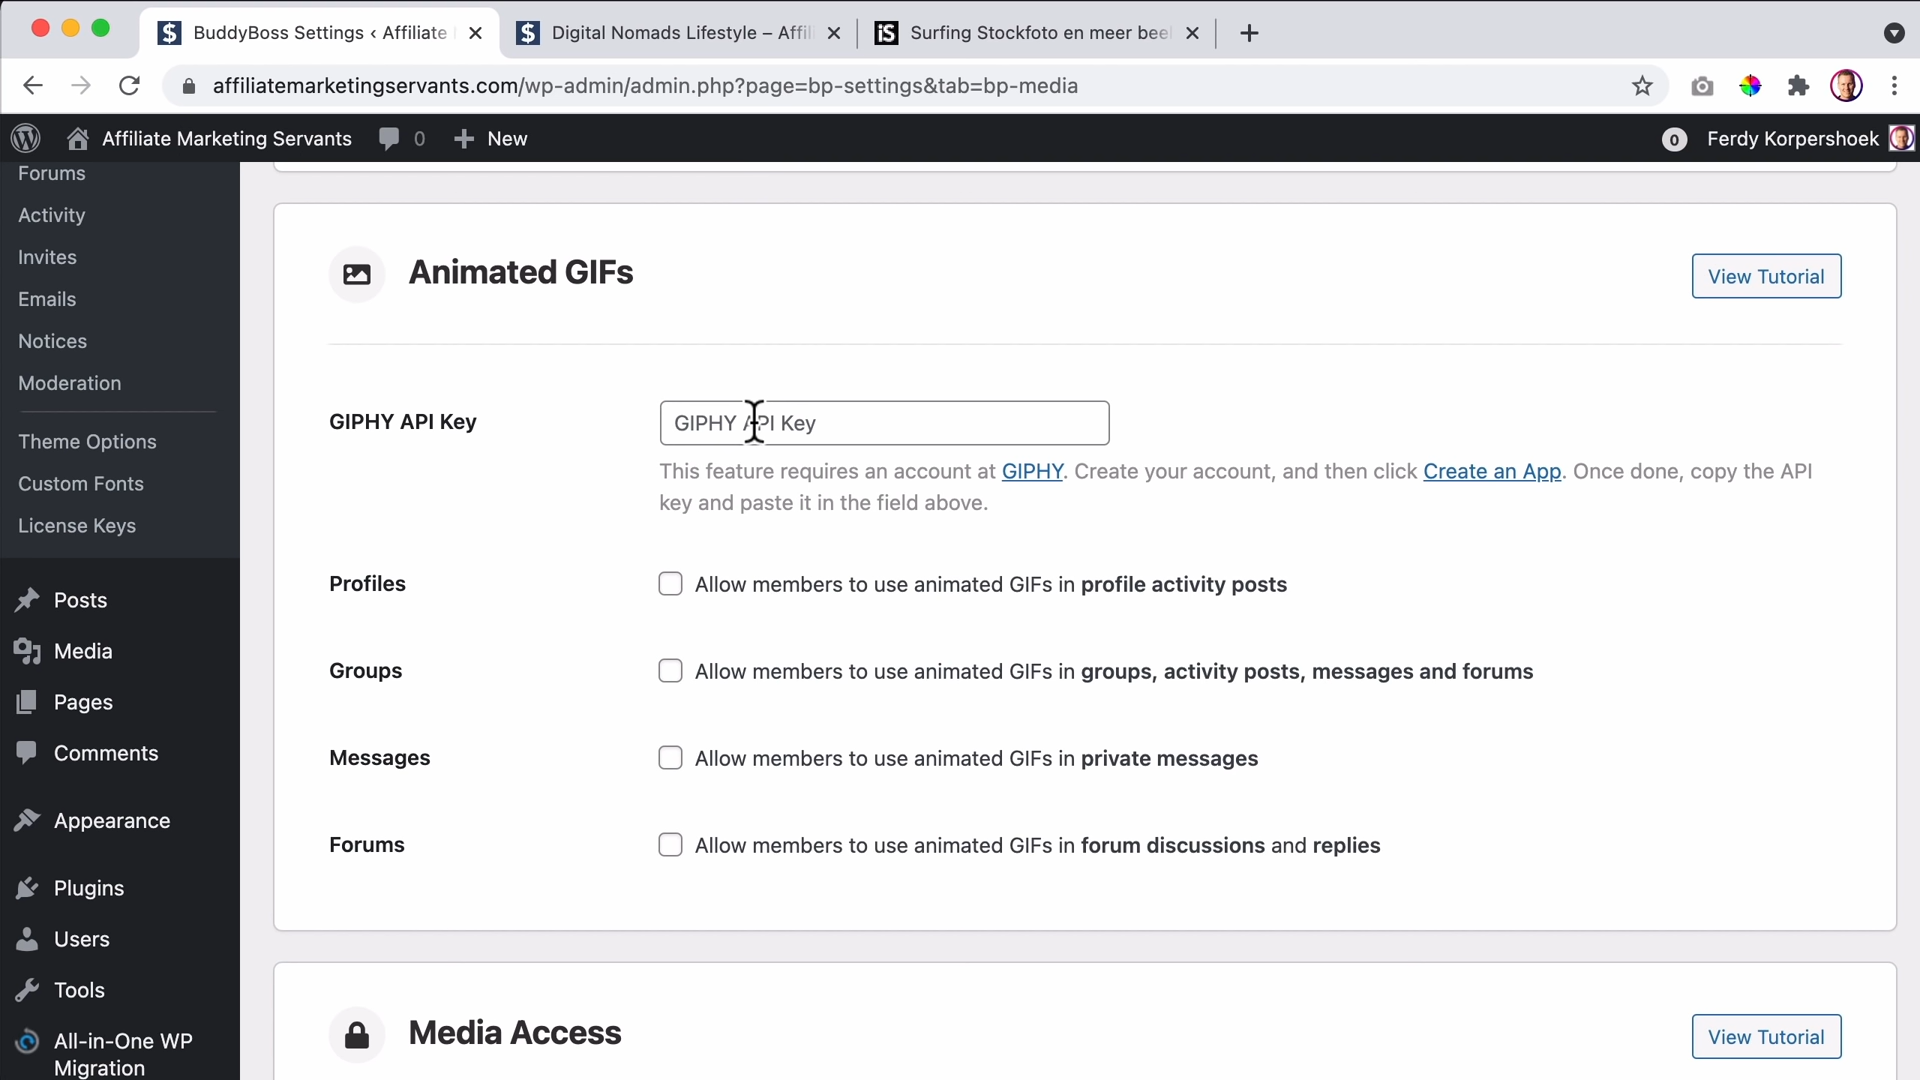 BuddyBoss Settings ‹ Affiliate
Digital Nomads Lifestyle – Affil
iS Surfing Stockfoto en meer beel
affiliatemarketingservants.com/wp-admin/admin.php?page=bp-settings&tab=bp-media
Affiliate Marketing Servants 0 New
0 Ferdy Korpershoek
Forums
Activity
Invites
Emails
Notices
Moderation
Theme Options
Custom Fonts
License Keys
Posts
Media
Pages
Comments
Appearance
Plugins
Users
Tools
All-in-One WP
Migration
Animated GIFs
View Tutorial
GIPHY API Key
GIPHY API Key
This feature requires an account at GIPHY. Create your account, and then click Create an App. Once done, copy the API
key and paste it in the field above.
Profiles
Allow members to use animated GIFs in profile activity posts
Groups
Allow members to use animated GIFs in groups, activity posts, messages and forums
Messages
Allow members to use animated GIFs in private messages
Forums
Allow members to use animated GIFs in forum discussions and replies
Media Access
View Tutorial